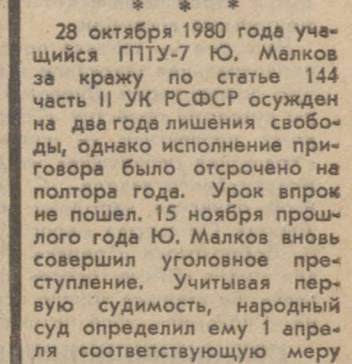 * * *
28 октября 1980 года уча-
щийся ГПТУ-7 Ю. Малков
за кражу по статье 144
часть II УК РСФСР осужден
на два года лишения свобо-
ды, однако исполнение при-
говора было отсрочено на
полтора года. Урок впрок
не пошел. 15 ноября прош-
лого года Ю. Малков вновь
совершил уголовное пре-
ступление. Учитывая пер-
вую судимость, народный
суд определил ему 1 апре-
ля соответствующую меру